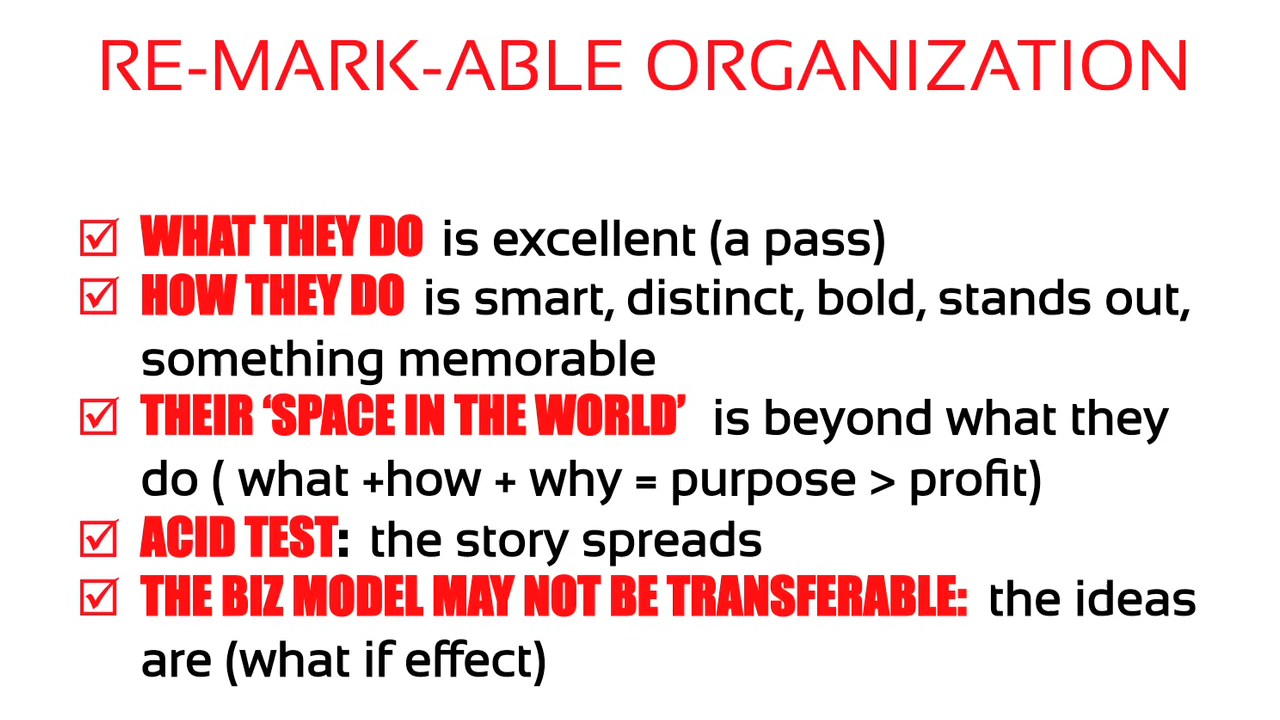 RE-MARK-ABLE ORGANIZATION
WHAT THEY DO is excellent (a pass)
HOW THEY DO is smart, distinct, bold, stands out,
something memorable
THEIR ‘SPACE IN THE WORLD’ is beyond what they
do ( what +how + why = purpose > profit)
ACID TEST: the story spreads
THE BIZ MODEL MAY NOT BE TRANSFERABLE: the ideas
are (what if effect)